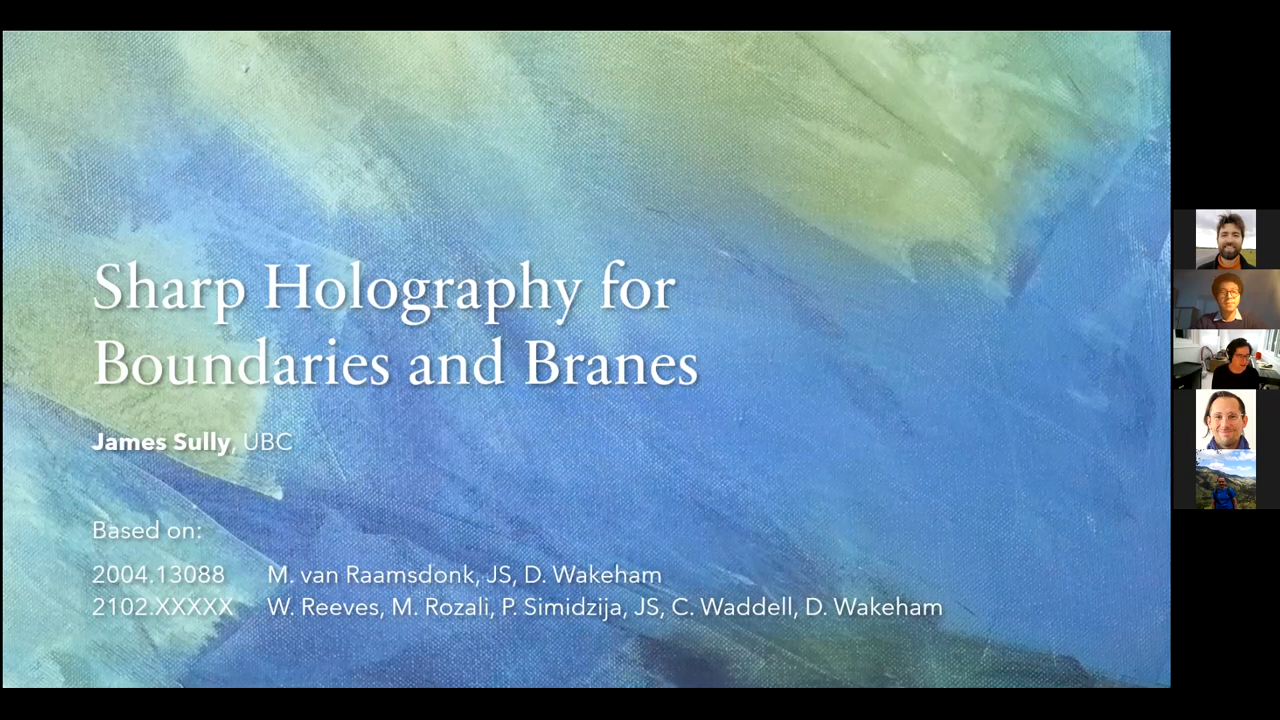 Sharp Holography for
Boundaries and Branes
James Sully, UBC
Based on:
2004.13088 M. van Raamsdonk, JS, D. Wakeham
2102.XXXXX W. Reeves, M. Rozali, P. Simidzija, JS, C. Waddell, D. Wakeham